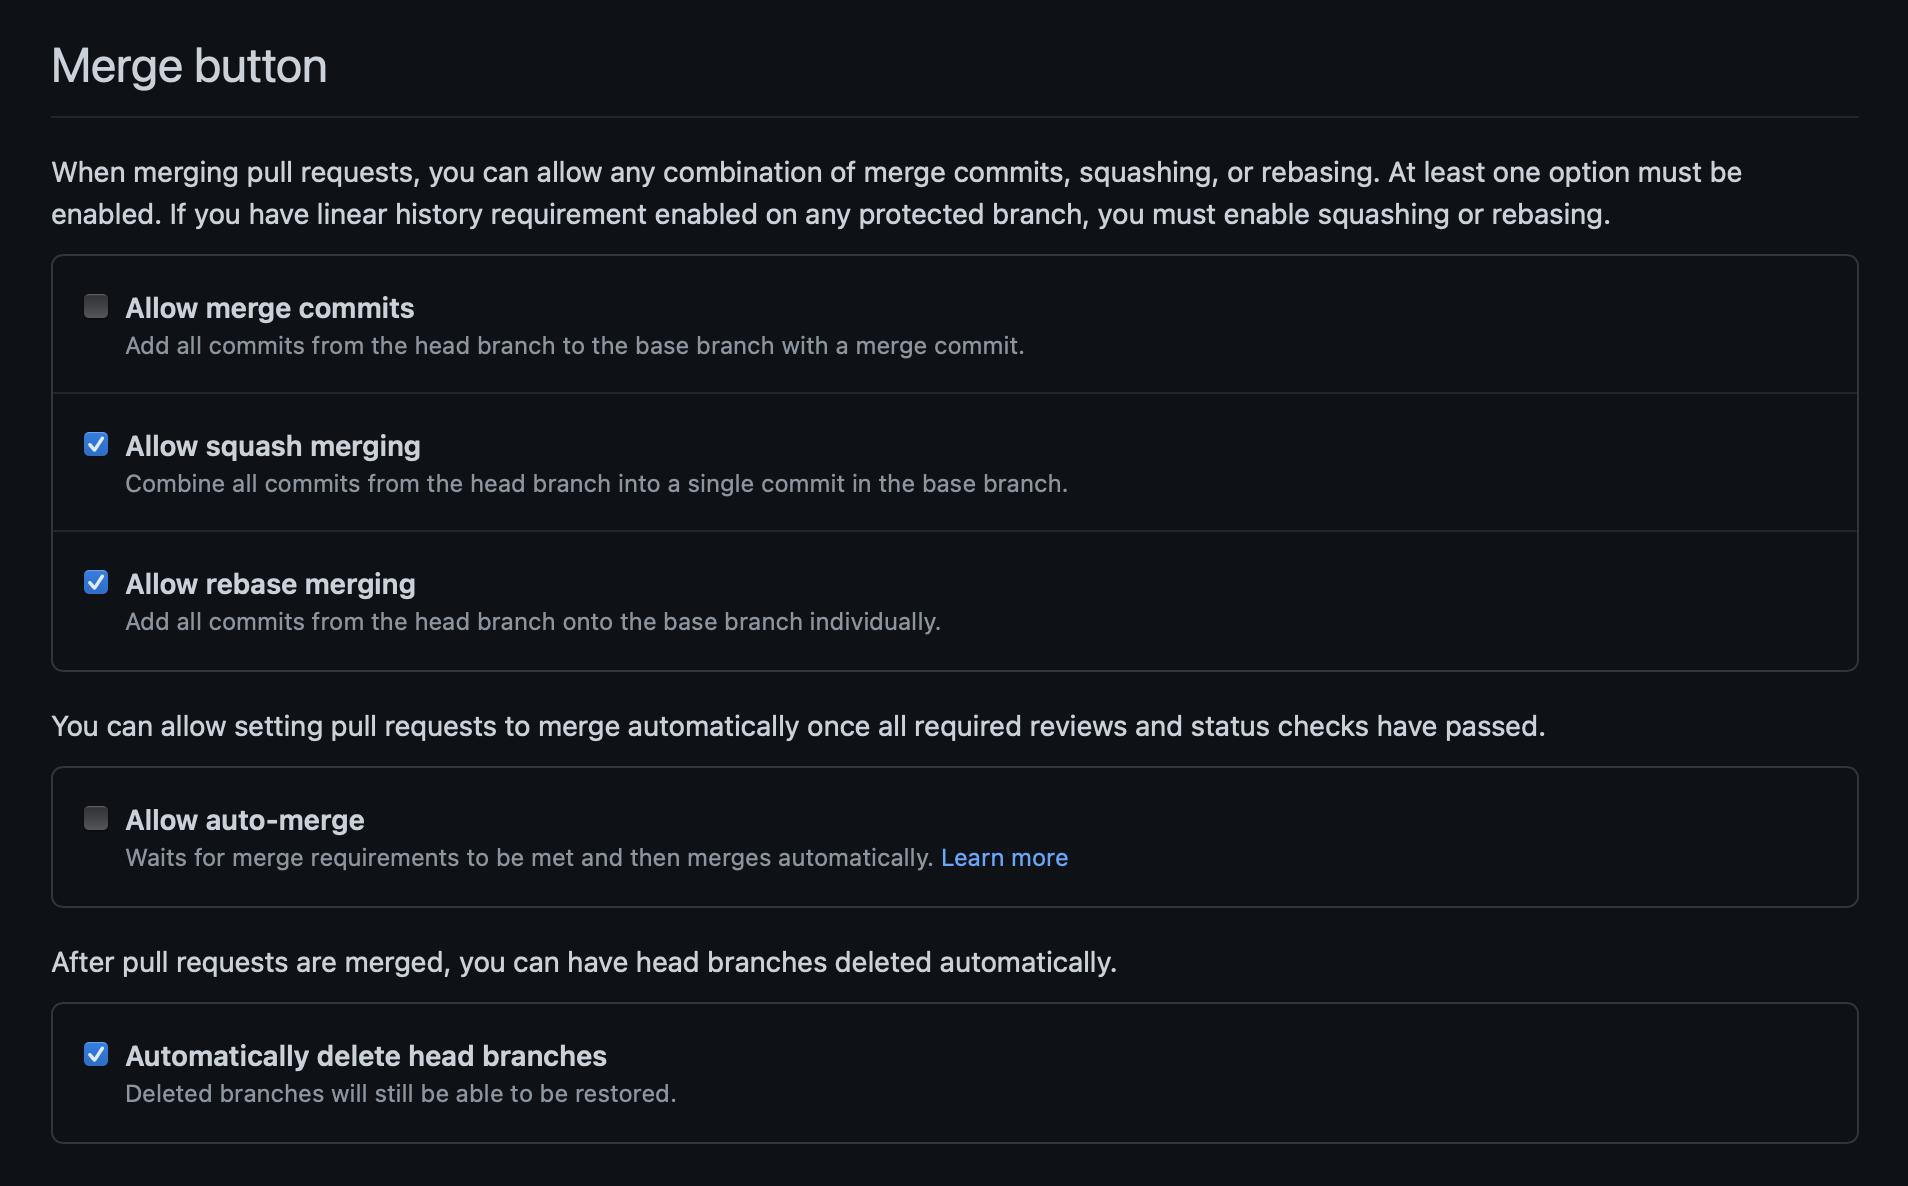 Merge button
When merging pull requests, you can allow any combination of merge commits, squashing, or rebasing. At least one option must be
enabled. If you have linear history requirement enabled on any protected branch, you must enable squashing or rebasing.
Allow merge commits
Add all commits from the head branch to the base branch with a merge commit.
Allow squash merging
Combine all commits from the head branch into a single commit in the base branch.
Allow rebase merging
Add all commits from the head branch onto the base branch individually.
You can allow setting pull requests to merge automatically once all required reviews and status checks have passed.
Allow auto-merge
Waits for merge requirements to be met and then merges automatically. Learn more
After pull requests are merged, you can have head branches deleted automatically.
Automatically delete head branches
Deleted branches will still be able to be restored.